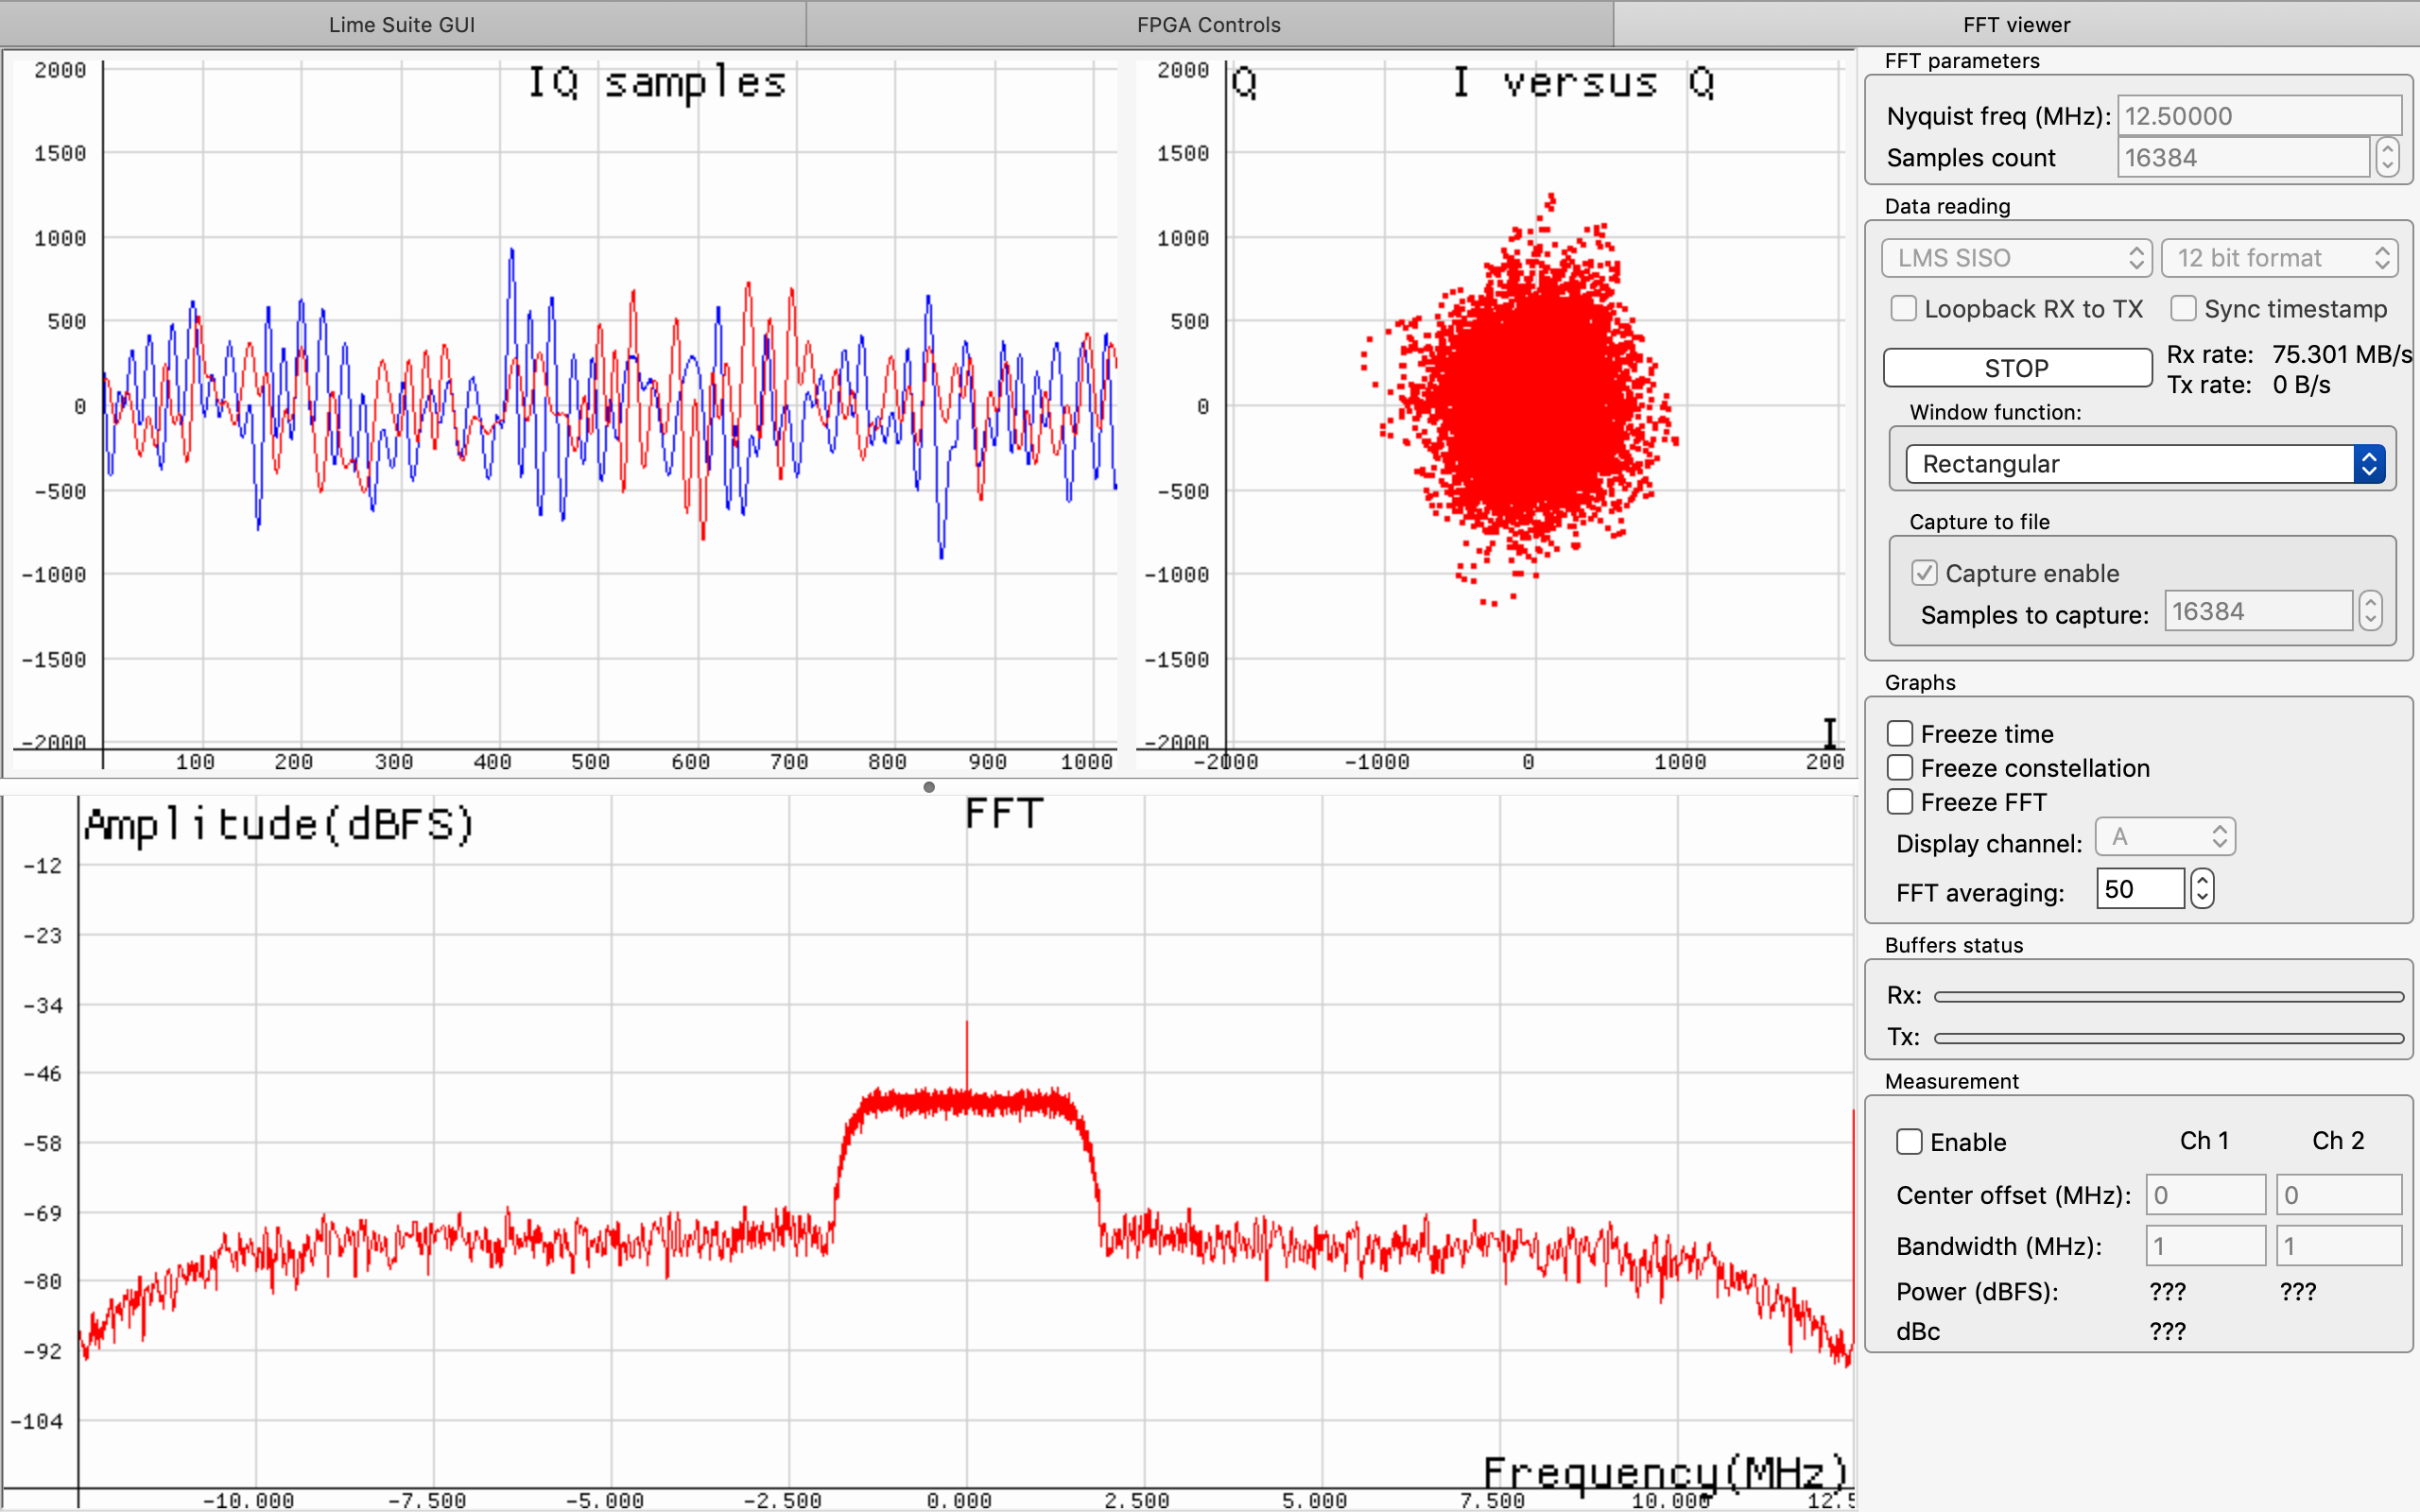 Lime Suite GUI
FPGA Controls
FFT viewer
IQ samples
2000
1500
1000
500
0
-500
-1000
-1500
-2000
100 200 300 400 500 600 700 800 900 1000
Q
I versus Q
2000
1500
1000
500
0
-500
-1000
-1500
-2000
I
-2000 -1000 0 1000 200
Amplitude(dBFS)
FFT
-12
-23
-34
-46
-58
-69
-80
-92
-104
Frequency(MHz)
-10.000 -7.500 -5.000 -2.500 0.000 2.500 5.000 7.500 10.000 12.5
FFT parameters
Nyquist freq (MHz): 12.50000
Samples count 16384
Data reading
LMS SISO 12 bit format
Loopback RX to TX Sync timestamp
STOP
Rx rate: 75.301 MB/s
Tx rate: 0 B/s
Window function:
Rectangular
Capture to file
Capture enable
Samples to capture: 16384
Graphs
Freeze time
Freeze constellation
Freeze FFT
Display channel: A
FFT averaging: 50
Buffers status
Rx:
Tx:
Measurement
Enable Ch 1 Ch 2
Center offset (MHz): 0 0
Bandwidth (MHz): 1 1
Power (dBFS): ??? ???
dBc ???